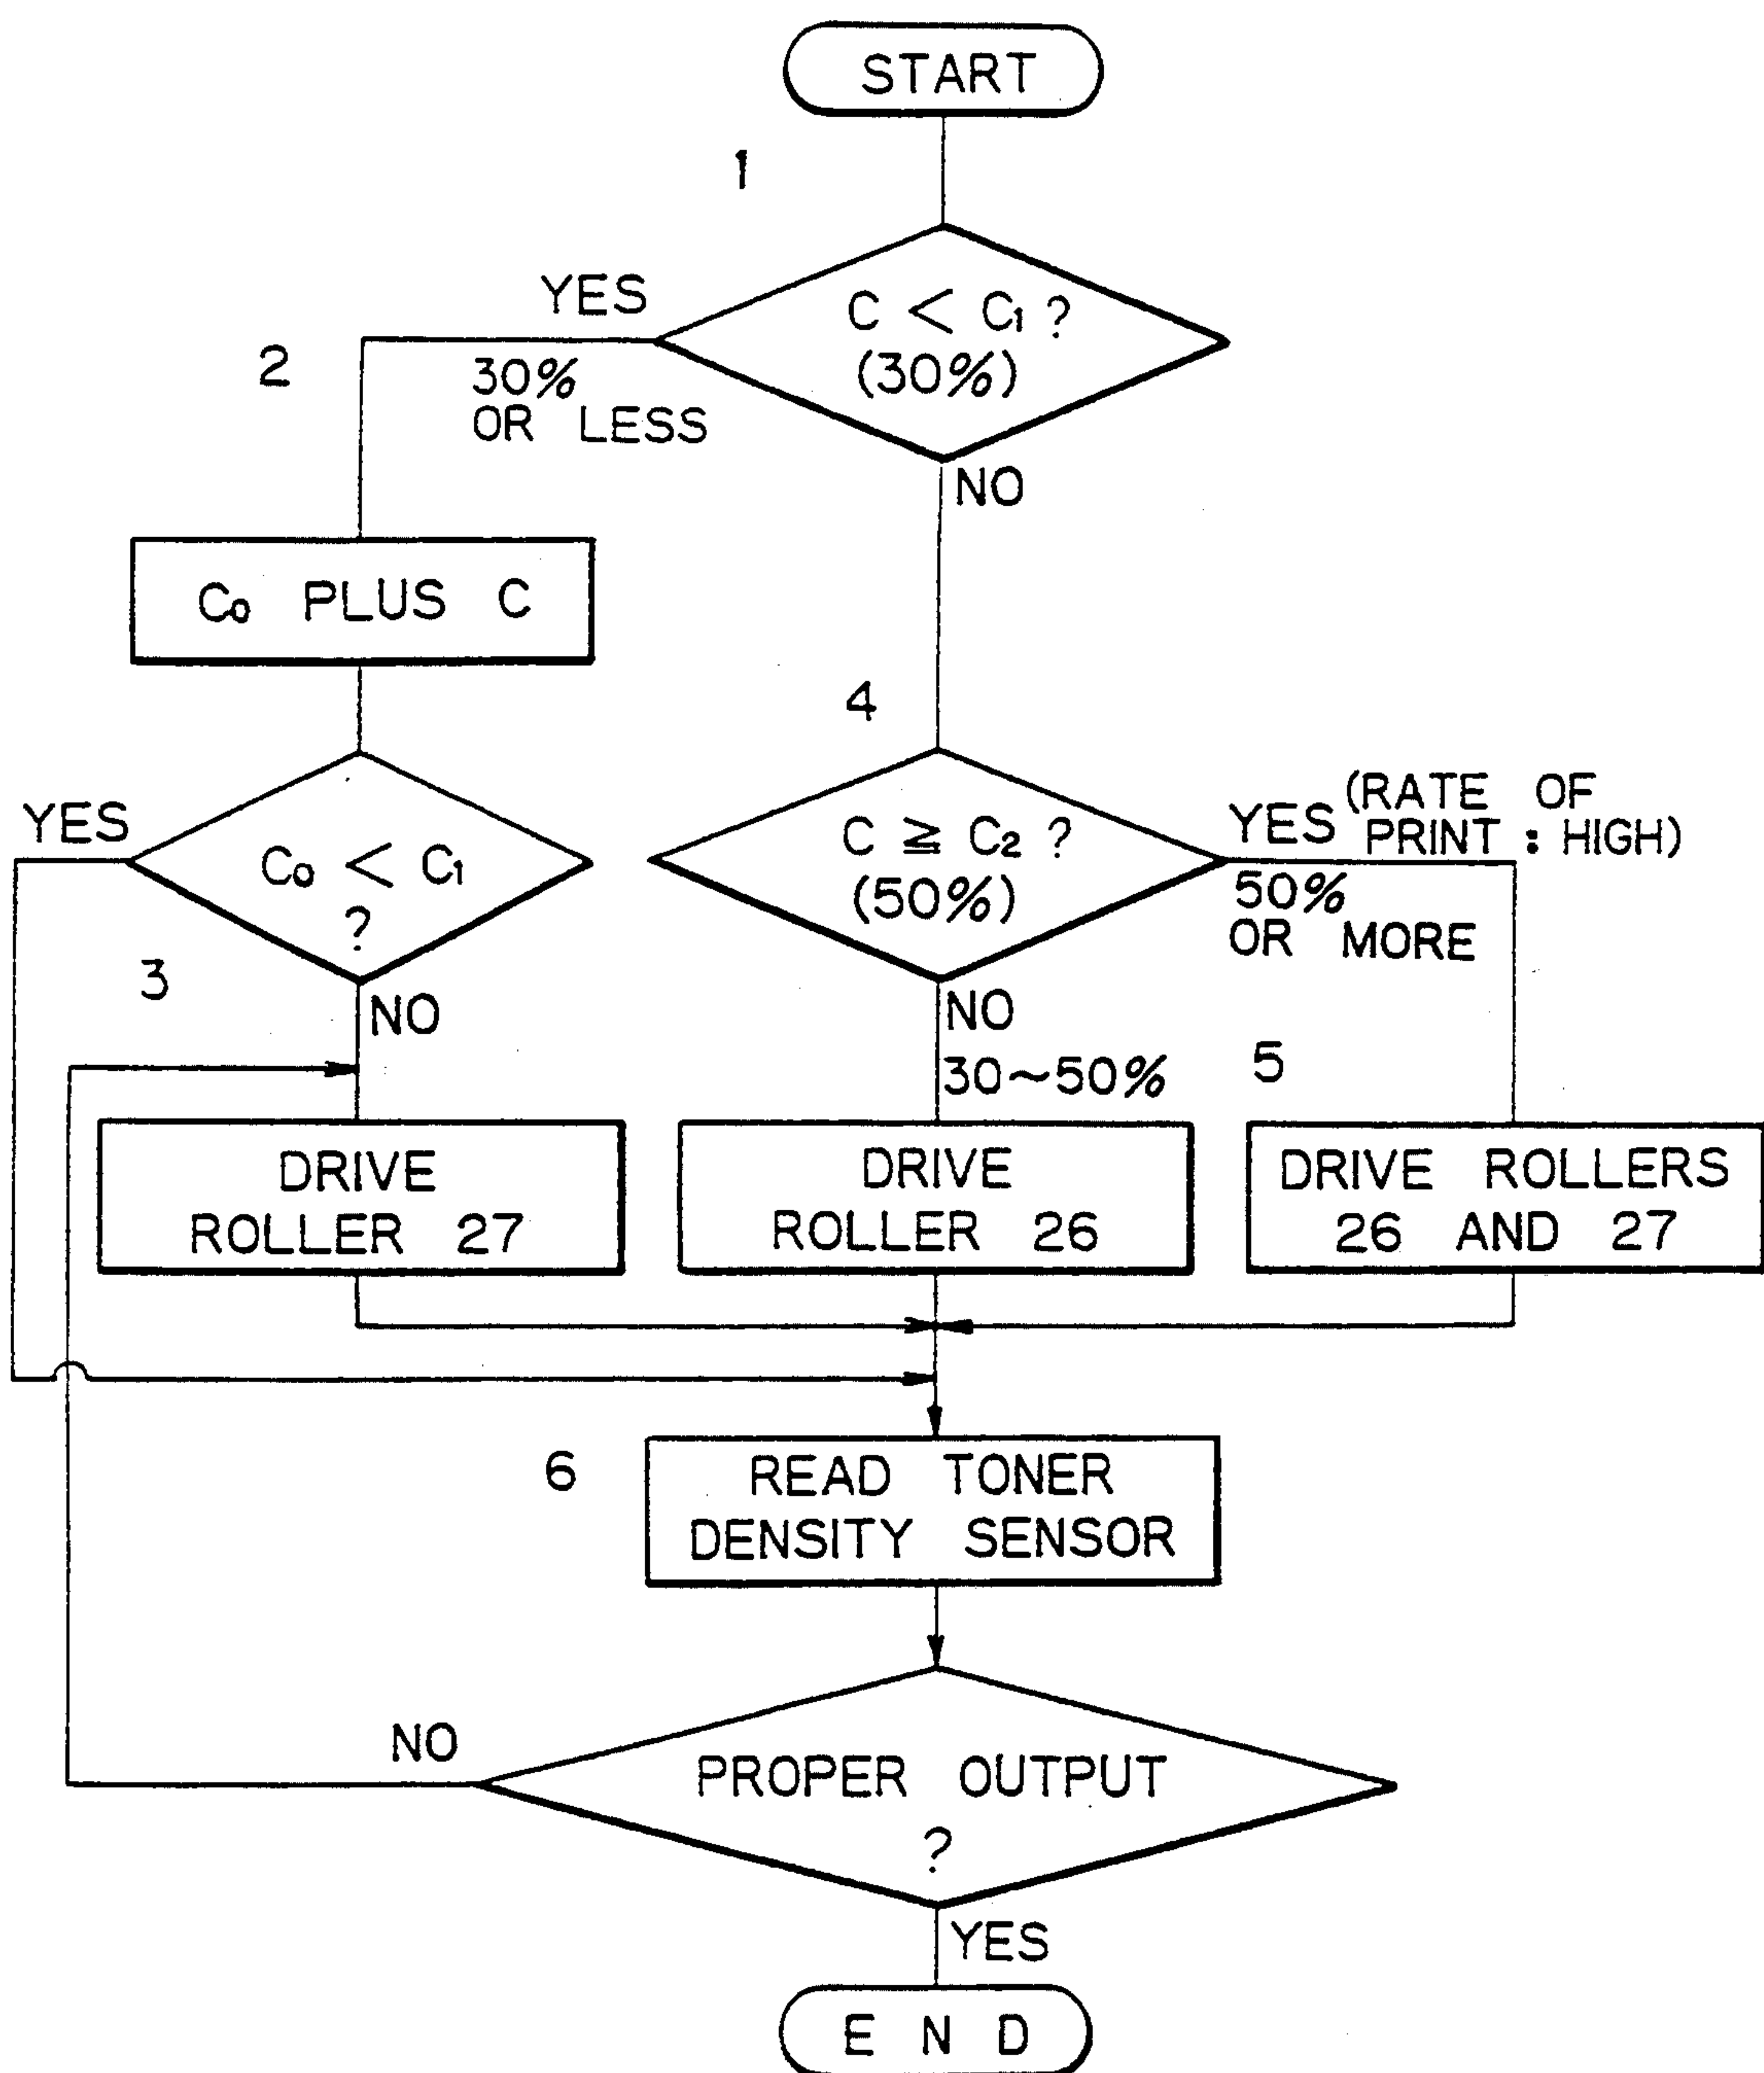 START
1
YES
C < C1 ?
(30%)
2
30%
OR LESS
NO
C0 PLUS C
4
YES
C0 < C1
?
C ≧ C2 ?
(50%)
YES
(RATE OF
PRINT : HIGH)
50%
OR MORE
3
NO
NO
30~50%
5
DRIVE
ROLLER 27
DRIVE
ROLLER 26
DRIVE ROLLERS
26 AND 27
6
READ TONER
DENSITY SENSOR
NO
PROPER OUTPUT
?
YES
END